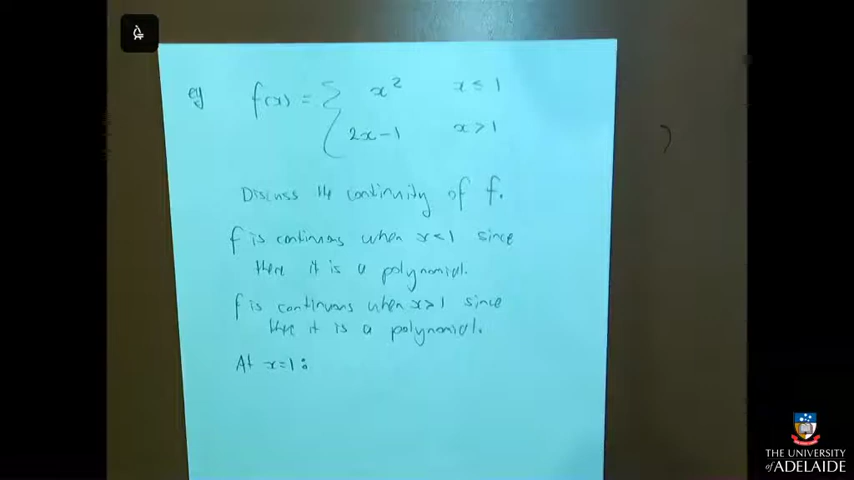 eg f(x) = { x² x ≤ 1
2x-1 x > 1
Discuss the continuity of f.
f is continuous when x < 1 since
there it is a polynomial.
f is continuous when x > 1 since
there it is a polynomial.
At x=1:
THE UNIVERSITY
of ADELAIDE